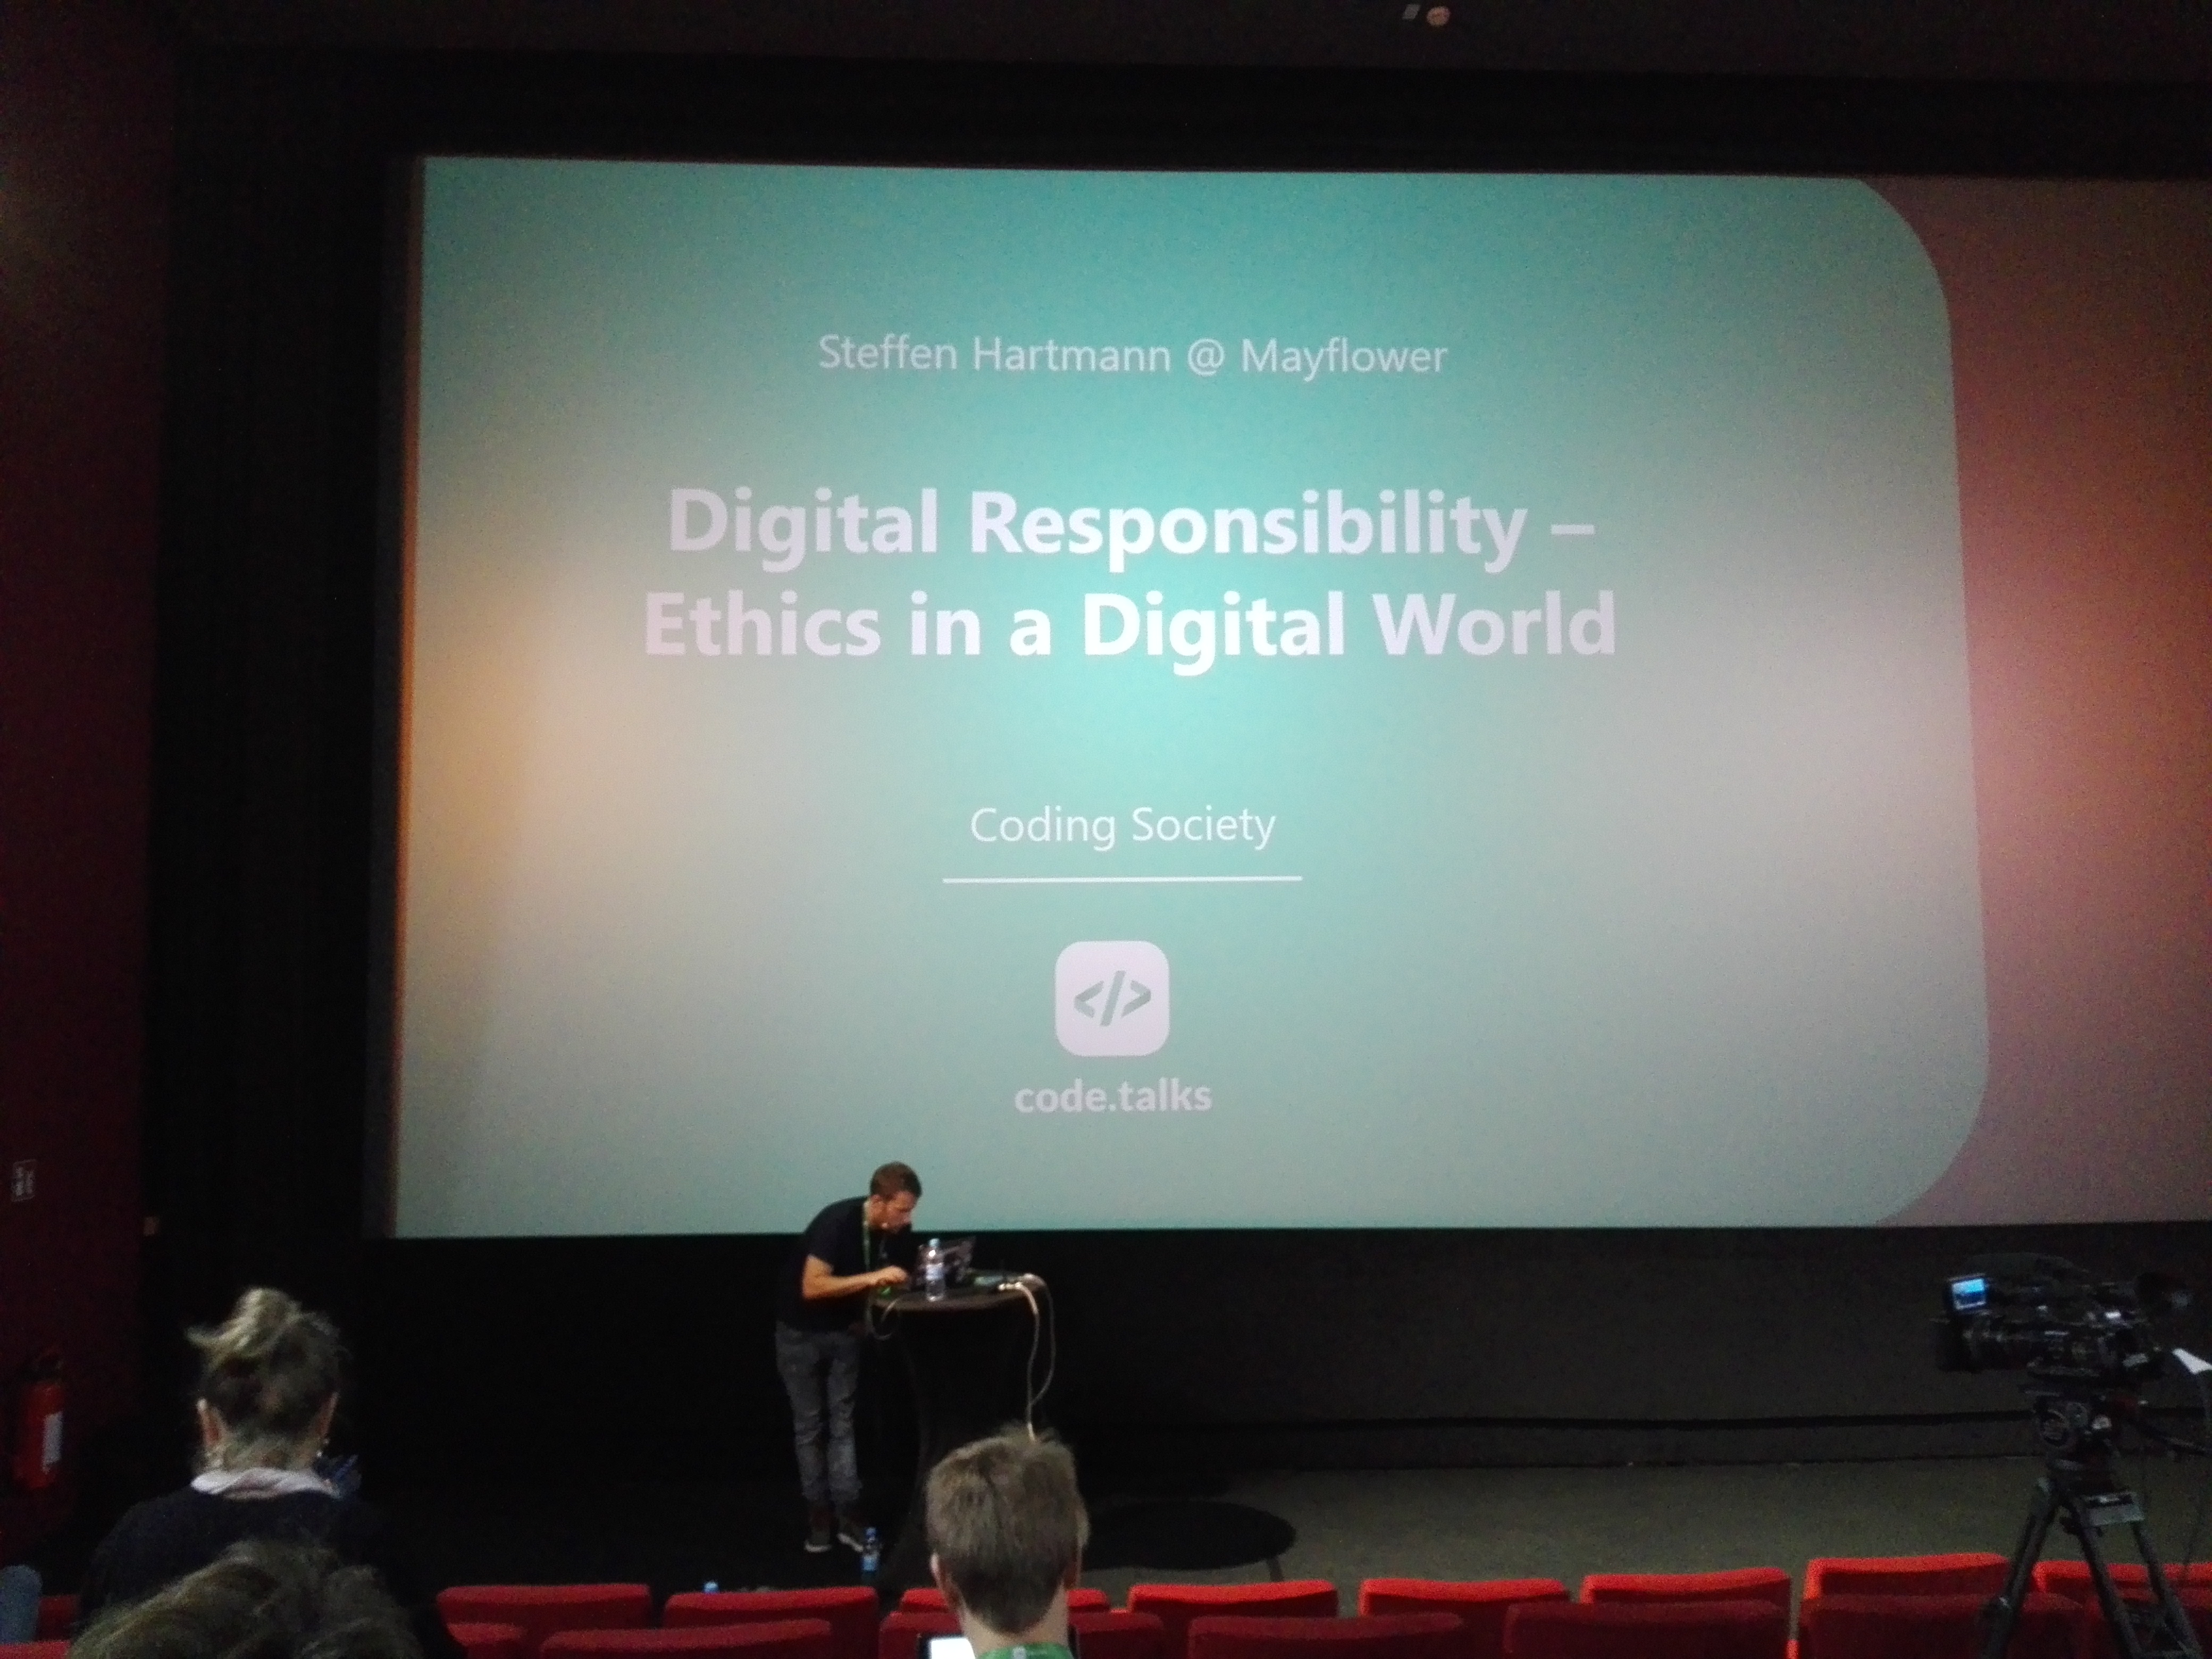 Steffen Hartmann @ Mayflower
Digital Responsibility –
Ethics in a Digital World
Coding Society
</>
code.talks